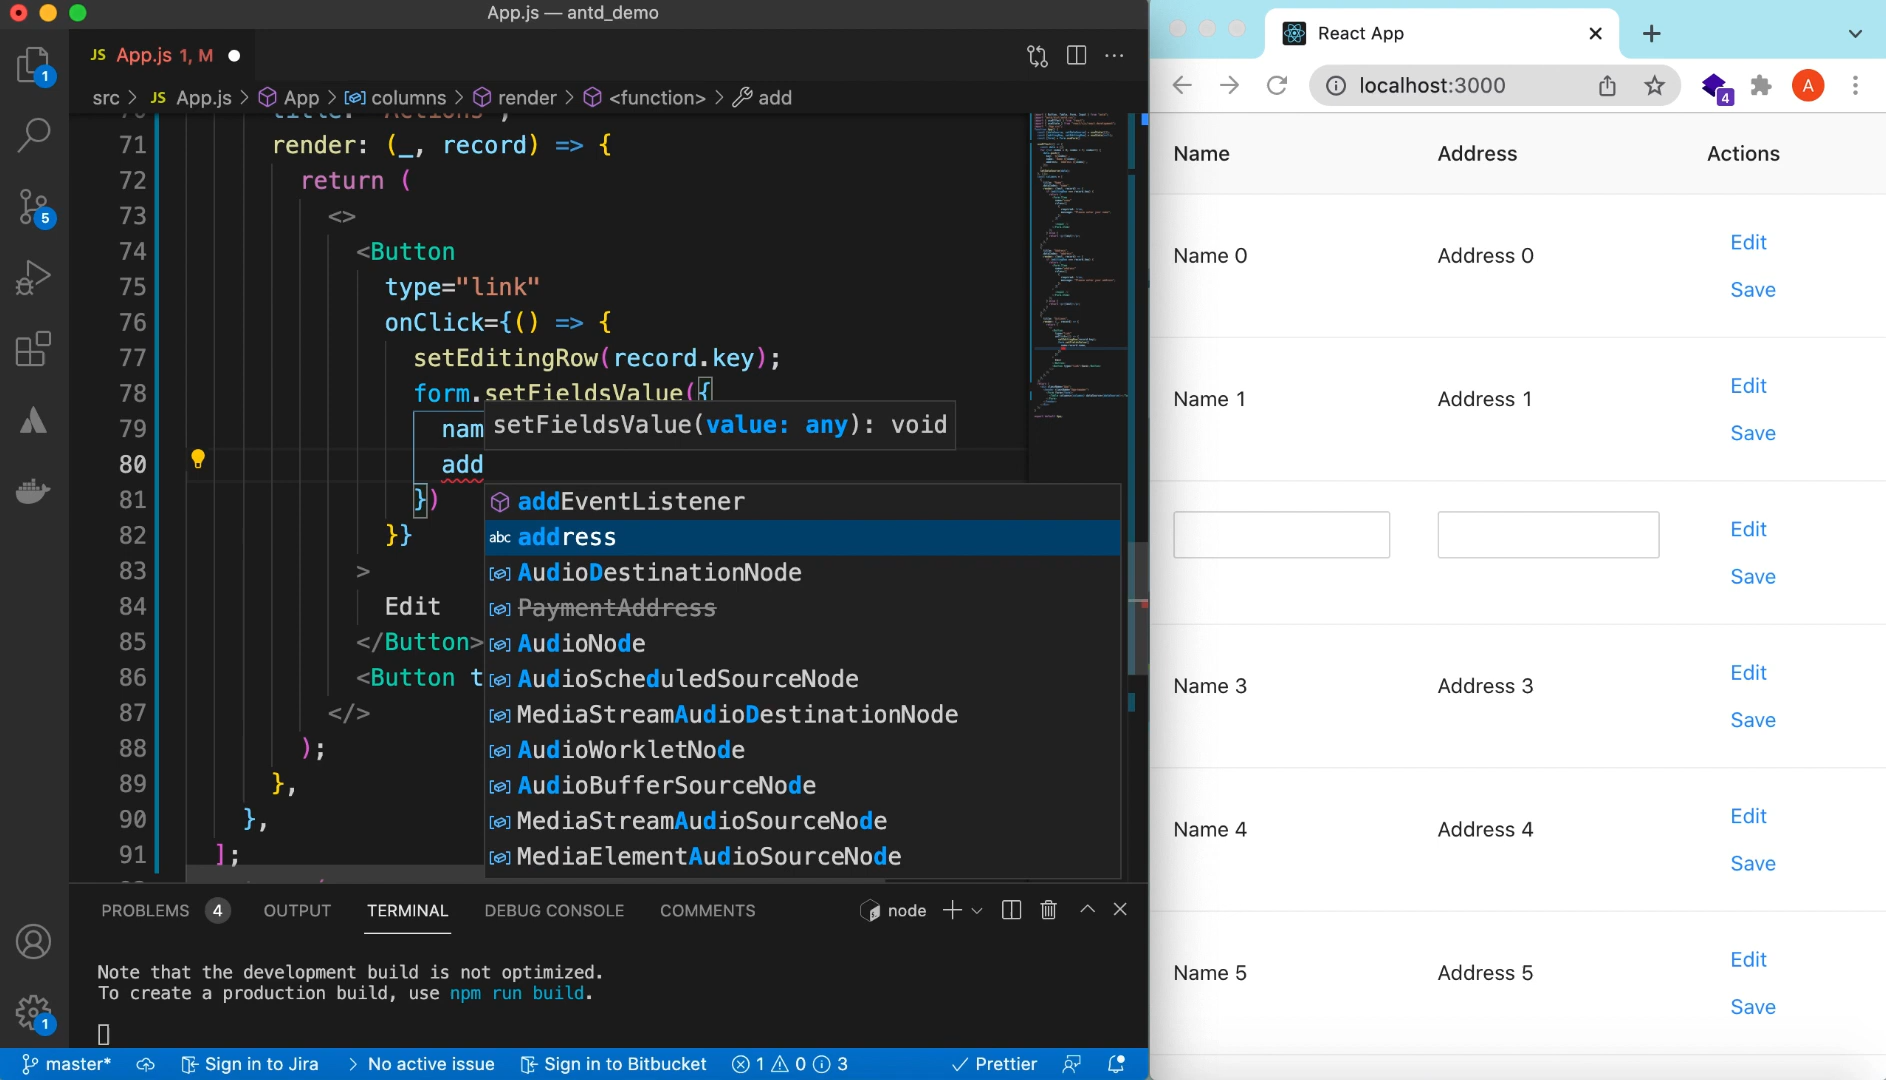 App.js — antd_demo
JS App.js 1, M
src > JS App.js > App > columns > render > <function> > add
71 render: (_, record) => {
72 return (
73 <>
74 <Button
75 type="link"
76 onClick={() => {
77 setEditingRow(record.key);
78 form.setFieldsValue({
79 nam
setFieldsValue(value: any): void
80 add
81 })
82 }}
83 >
84 Edit
85 </Button>
86 <Button t
87 </>
88 );
89 },
90 },
91 ];
addEventListener
abc address
AudioDestinationNode
PaymentAddress
AudioNode
AudioScheduledSourceNode
MediaStreamAudioDestinationNode
AudioWorkletNode
AudioBufferSourceNode
MediaStreamAudioSourceNode
MediaElementAudioSourceNode
1
5
1
PROBLEMS 4 OUTPUT TERMINAL DEBUG CONSOLE COMMENTS node
Note that the development build is not optimized.
To create a production build, use npm run build.
master* Sign in to Jira No active issue Sign in to Bitbucket 1 0 3 Prettier
React App
localhost:3000
4
A
Name Address Actions
Name 0 Address 0 Edit
Save
Name 1 Address 1 Edit
Save
Edit
Save
Name 3 Address 3 Edit
Save
Name 4 Address 4 Edit
Save
Name 5 Address 5 Edit
Save